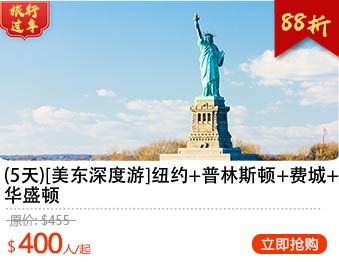 旅行
过年
88折
(5天)[美东深度游]纽约+普林斯顿+费城+
华盛顿
原价: $455
$400人/起
立即抢购